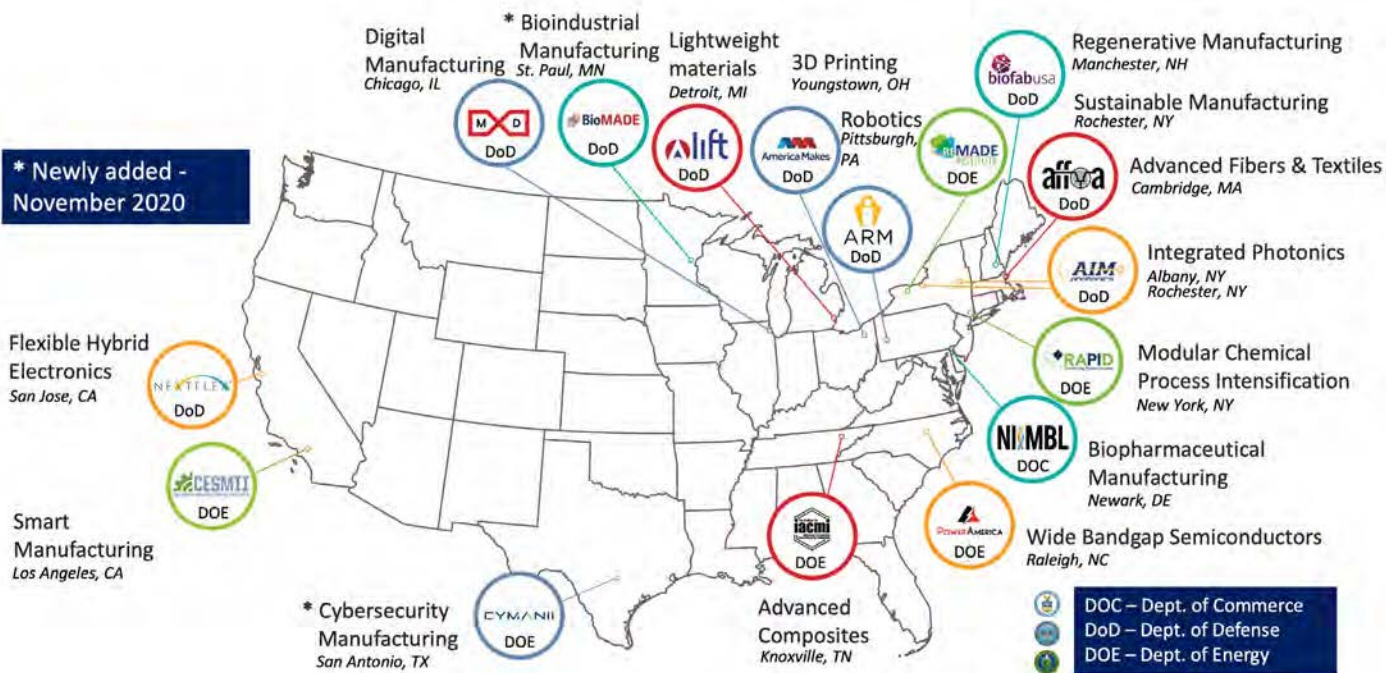 Digital
Manufacturing
Chicago, IL
M D
DoD
* Bioindustrial
Manufacturing
St. Paul, MN
BioMADE
DoD
Lightweight
materials
Detroit, MI
lift
DoD
3D Printing
Youngstown, OH
America Makes
DoD
Robotics
Pittsburgh,
PA
ARM
DoD
REMADE
INSTITUTE
DOE
biofabusa
DoD
Regenerative Manufacturing
Manchester, NH
Sustainable Manufacturing
Rochester, NY
affoa
DoD
Advanced Fibers & Textiles
Cambridge, MA
AIM
DoD
Integrated Photonics
Albany, NY
Rochester, NY
RAPID
DOE
Modular Chemical
Process Intensification
New York, NY
NIIMBL
DOC
Biopharmaceutical
Manufacturing
Newark, DE
PowerAmerica
DOE
Wide Bandgap Semiconductors
Raleigh, NC
iacmi
DOE
Advanced
Composites
Knoxville, TN
* Newly added -
November 2020
Flexible Hybrid
Electronics
San Jose, CA
NEXTFLEX
DoD
CESMII
DOE
Smart
Manufacturing
Los Angeles, CA
* Cybersecurity
Manufacturing
San Antonio, TX
CYMANII
DOE
DOC – Dept. of Commerce
DoD – Dept. of Defense
DOE – Dept. of Energy